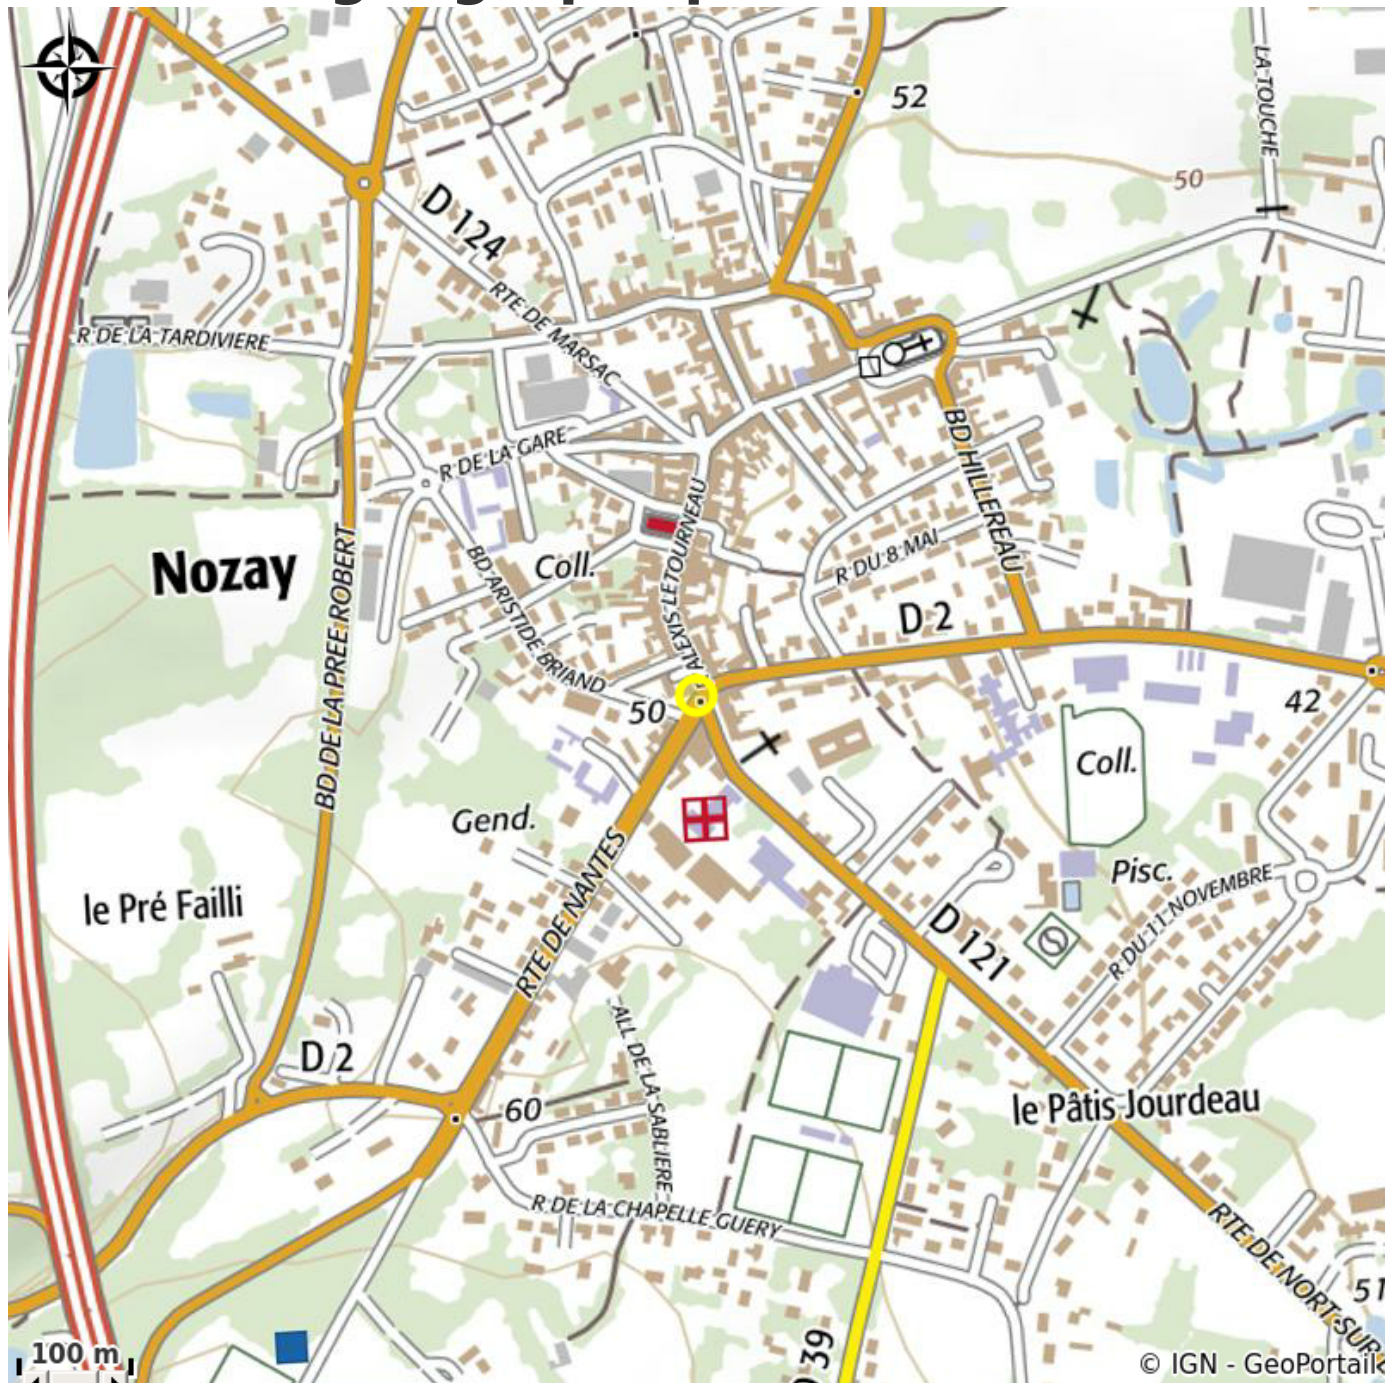 52
LA TOUCHE
50
D 124
RTE DE MARSAC
R DE LA TARDIVIERE
R DE LA GARE
BD HILLEREAU
ALEXIS LETOURNEAU
R DU 8 MAI
Nozay
Coll.
BD ARISTIDE BRIAND
BD DE LA PREE ROBERT
D 2
50
42
Coll.
Gend.
Pisc.
RTE DE NANTES
le Pré Failli
R DU 11 NOVEMBRE
D 121
D 2
ALL DE LA SABLIERE
60
le Pâtis Jourdeau
R DE LA CHAPELLE GUERY
RTE DE NORT-SUR
51
39
100 m
© IGN - GeoPortail